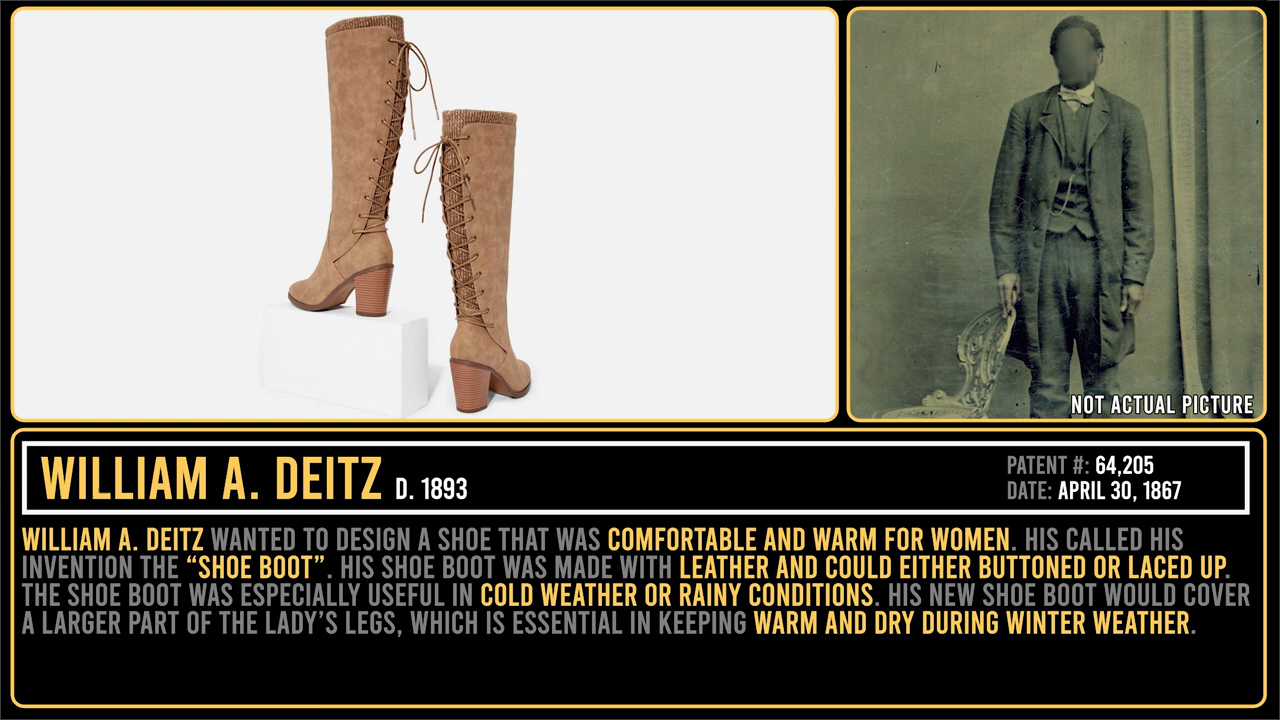 NOT ACTUAL PICTURE
WILLIAM A. DEITZ D. 1893
PATENT #: 64,205
DATE: APRIL 30, 1867
WILLIAM A. DEITZ WANTED TO DESIGN A SHOE THAT WAS COMFORTABLE AND WARM FOR WOMEN. HIS CALLED HIS
INVENTION THE “SHOE BOOT”. HIS SHOE BOOT WAS MADE WITH LEATHER AND COULD EITHER BUTTONED OR LACED UP.
THE SHOE BOOT WAS ESPECIALLY USEFUL IN COLD WEATHER OR RAINY CONDITIONS. HIS NEW SHOE BOOT WOULD COVER
A LARGER PART OF THE LADY’S LEGS, WHICH IS ESSENTIAL IN KEEPING WARM AND DRY DURING WINTER WEATHER.